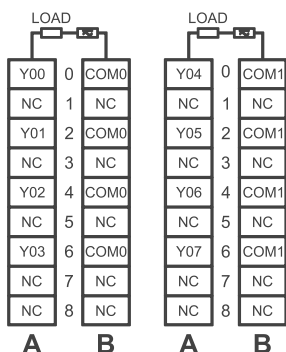 LOAD LOAD
Y00 0 COM0 Y04 0 COM1
NC 1 NC NC 1 NC
Y01 2 COM0 Y05 2 COM1
NC 3 NC NC 3 NC
Y02 4 COM0 Y06 4 COM1
NC 5 NC NC 5 NC
Y03 6 COM0 Y07 6 COM1
NC 7 NC NC 7 NC
NC 8 NC NC 8 NC
A B A B